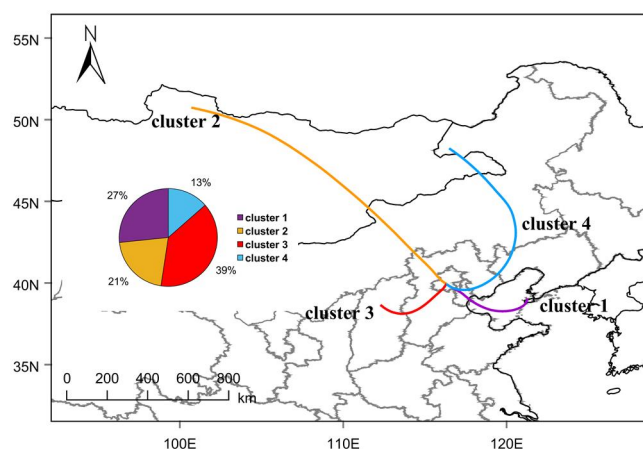 55N
N
cluster 2
50N
27%
13%
45N
cluster 1
cluster 2
cluster 3
cluster 4
cluster 4
21%
39%
40N
cluster 3
cluster 1
35N
0 200 400 600 800
km
100E 110E 120E